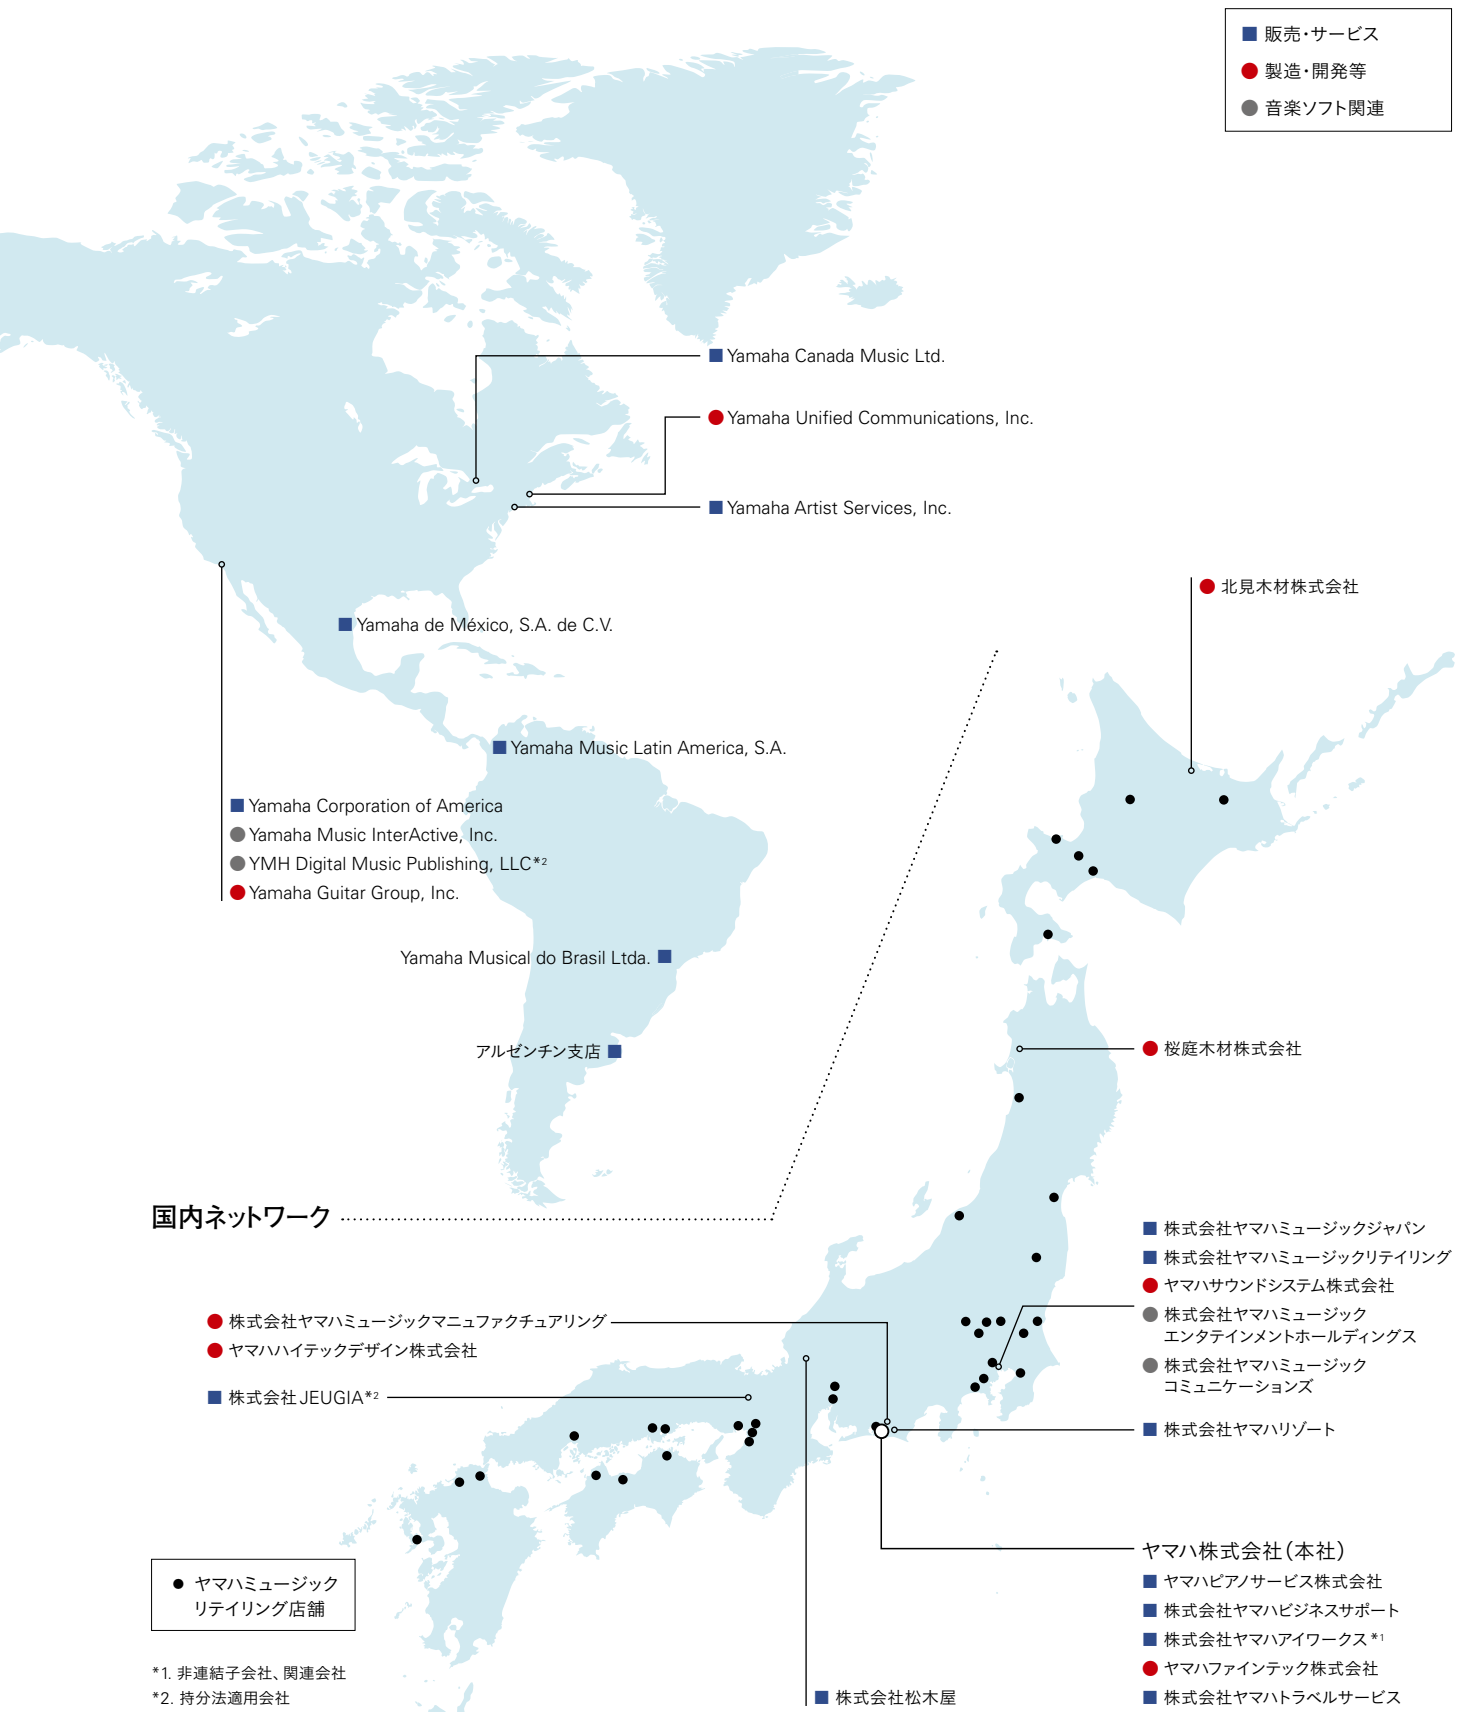 販売・サービス
製造・開発等
音楽ソフト関連
Yamaha Canada Music Ltd.
Yamaha Unified Communications, Inc.
Yamaha Artist Services, Inc.
北見木材株式会社
Yamaha de México, S.A. de C.V.
Yamaha Music Latin America, S.A.
Yamaha Corporation of America
Yamaha Music InterActive, Inc.
YMH Digital Music Publishing, LLC*2
Yamaha Guitar Group, Inc.
Yamaha Musical do Brasil Ltda.
アルゼンチン支店
桜庭木材株式会社
国内ネットワーク
株式会社ヤマハミュージックジャパン
株式会社ヤマハミュージックリテイリング
ヤマハサウンドシステム株式会社
株式会社ヤマハミュージック
エンタテインメントホールディングス
株式会社ヤマハミュージック
コミュニケーションズ
株式会社ヤマハミュージックマニュファクチュアリング
ヤマハハイテックデザイン株式会社
株式会社JEUGIA*2
株式会社ヤマハリゾート
ヤマハ株式会社（本社）
ヤマハピアノサービス株式会社
株式会社ヤマハビジネスサポート
株式会社ヤマハアイワークス*1
ヤマハファインテック株式会社
株式会社ヤマハトラベルサービス
株式会社松木屋
ヤマハミュージック
リテイリング店舗
*1. 非連結子会社、関連会社
*2. 持分法適用会社